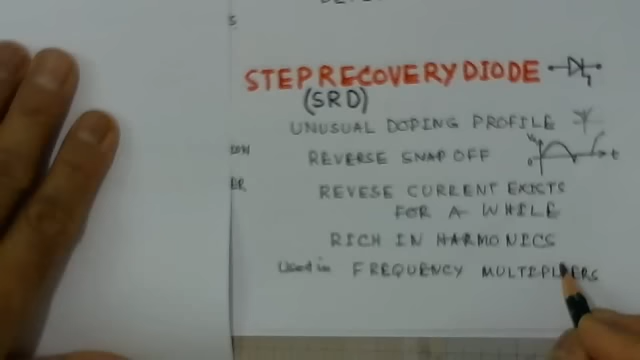 STEP RECOVERY DIODE
(SRD)
UNUSUAL DOPING PROFILE
REVERSE SNAP OFF
REVESE CURRENT EXISTS
FOR A WHILE
RICH IN HARMONICS
Used in FREQUENCY MULTIPLIERS